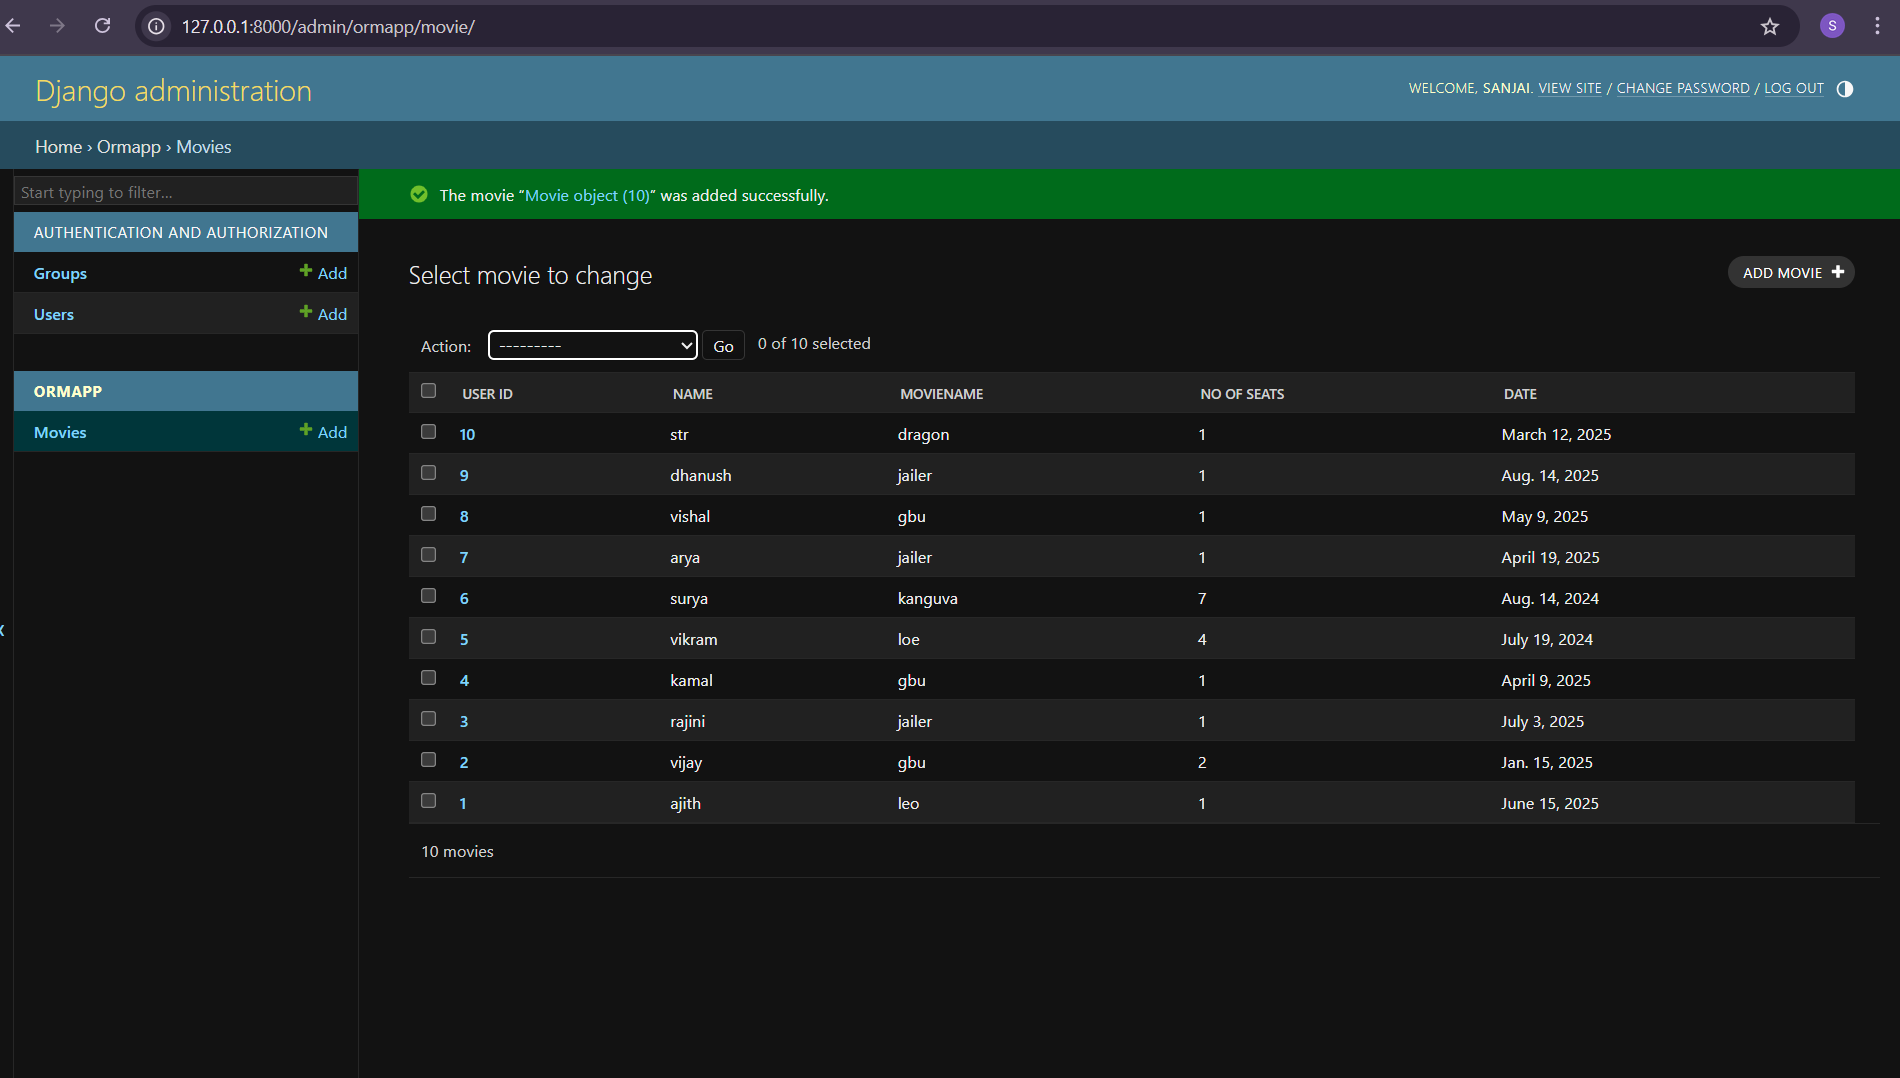 127.0.0.1:8000/admin/ormapp/movie/
S
Django administration
WELCOME, SANJAI. VIEW SITE / CHANGE PASSWORD / LOG OUT
Home › Ormapp › Movies
Start typing to filter...
The movie “Movie object (10)” was added successfully.
AUTHENTICATION AND AUTHORIZATION
Groups + Add
Users + Add
ORMAPP
Movies + Add
Select movie to change
ADD MOVIE +
Action: --------- Go 0 of 10 selected
USER ID NAME MOVIENAME NO OF SEATS DATE
10 str dragon 1 March 12, 2025
9 dhanush jailer 1 Aug. 14, 2025
8 vishal gbu 1 May 9, 2025
7 arya jailer 1 April 19, 2025
6 surya kanguva 7 Aug. 14, 2024
5 vikram loe 4 July 19, 2024
4 kamal gbu 1 April 9, 2025
3 rajini jailer 1 July 3, 2025
2 vijay gbu 2 Jan. 15, 2025
1 ajith leo 1 June 15, 2025
10 movies